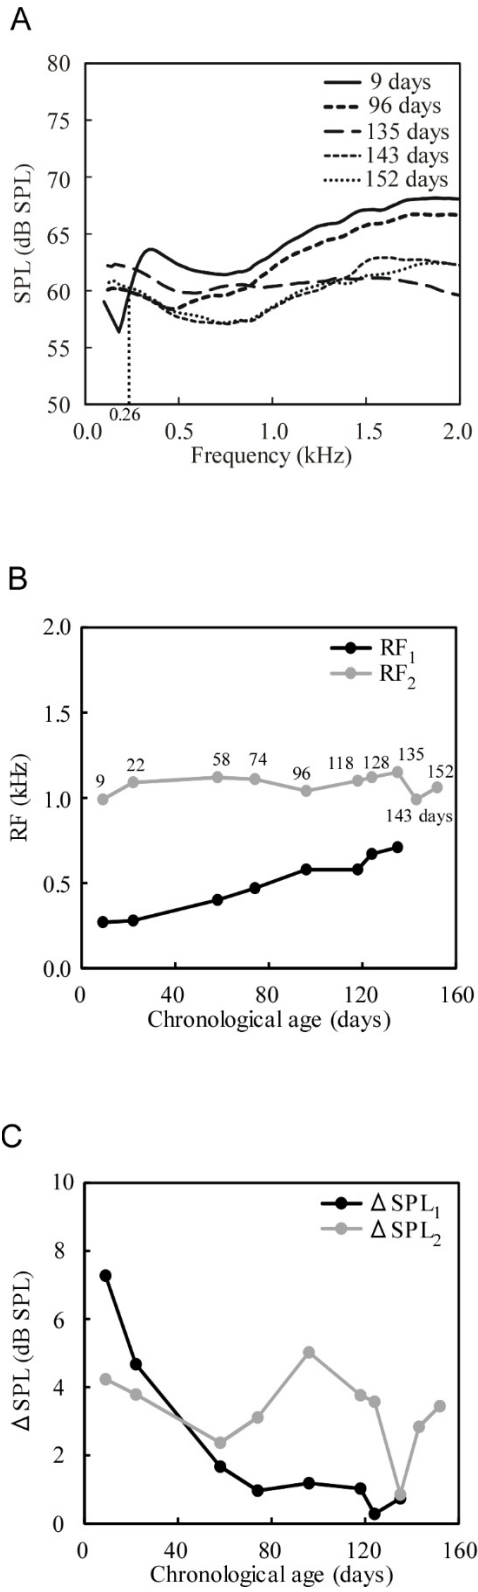 A
80
75
70
65
60
55
50
SPL (dB SPL)
9 days
96 days
135 days
143 days
152 days
0.26
0.0 0.5 1.0 1.5 2.0
Frequency (kHz)
B
2.0
1.5
1.0
0.5
0.0
RF (kHz)
RF1
RF2
9 22 58 74 96 118 128 135 152
143 days
0 40 80 120 160
Chronological age (days)
C
10
8
6
4
2
0
Δ SPL (dB SPL)
Δ SPL1
Δ SPL2
0 40 80 120 160
Chronological age (days)